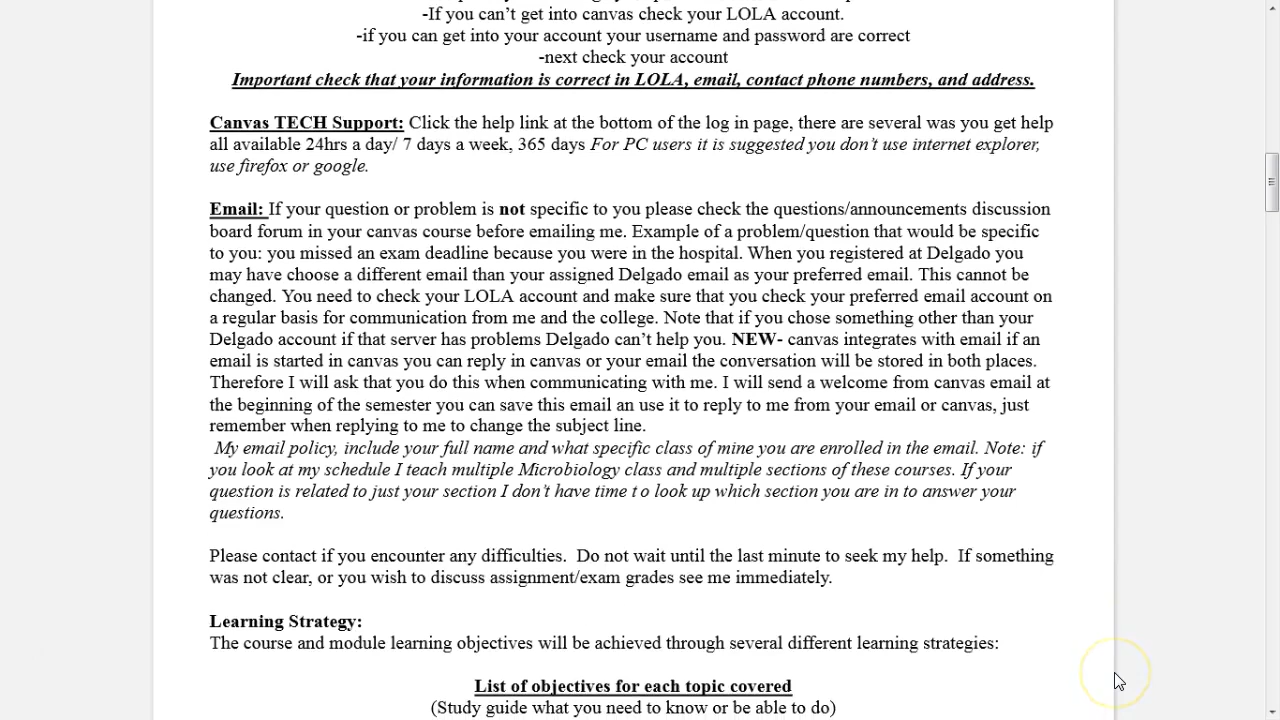 -If you can’t get into canvas check your LOLA account.
-if you can get into your account your username and password are correct
-next check your account
Important check that your information is correct in LOLA, email, contact phone numbers, and address.
Canvas TECH Support: Click the help link at the bottom of the log in page, there are several was you get help
all available 24hrs a day/ 7 days a week, 365 days For PC users it is suggested you don’t use internet explorer,
use firefox or google.
Email: If your question or problem is not specific to you please check the questions/announcements discussion
board forum in your canvas course before emailing me. Example of a problem/question that would be specific
to you: you missed an exam deadline because you were in the hospital. When you registered at Delgado you
may have choose a different email than your assigned Delgado email as your preferred email. This cannot be
changed. You need to check your LOLA account and make sure that you check your preferred email account on
a regular basis for communication from me and the college. Note that if you chose something other than your
Delgado account if that server has problems Delgado can’t help you. NEW- canvas integrates with email if an
email is started in canvas you can reply in canvas or your email the conversation will be stored in both places.
Therefore I will ask that you do this when communicating with me. I will send a welcome from canvas email at
the beginning of the semester you can save this email an use it to reply to me from your email or canvas, just
remember when replying to me to change the subject line.
My email policy, include your full name and what specific class of mine you are enrolled in the email. Note: if
you look at my schedule I teach multiple Microbiology class and multiple sections of these courses. If your
question is related to just your section I don’t have time t o look up which section you are in to answer your
questions.
Please contact if you encounter any difficulties. Do not wait until the last minute to seek my help. If something
was not clear, or you wish to discuss assignment/exam grades see me immediately.
Learning Strategy:
The course and module learning objectives will be achieved through several different learning strategies:
List of objectives for each topic covered
(Study guide what you need to know or be able to do)